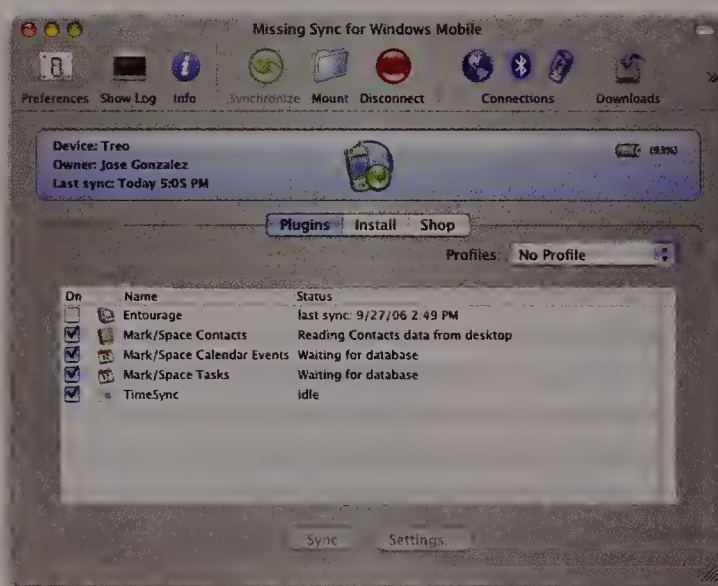 Missing Sync for Windows Mobile
Preferences Show Log Info Synchronize Mount Disconnect Connections Downloads
Device: Treo
Owner: Jose Gonzalez
Last sync: Today 5:05 PM
(93%)
Plugins Install Shop
Profiles: No Profile
On Name Status
Entourage last sync: 9/27/06 2:49 PM
Mark/Space Contacts Reading Contacts data from desktop
Mark/Space Calendar Events Waiting for database
Mark/Space Tasks Waiting for database
TimeSync idle
Sync Settings...